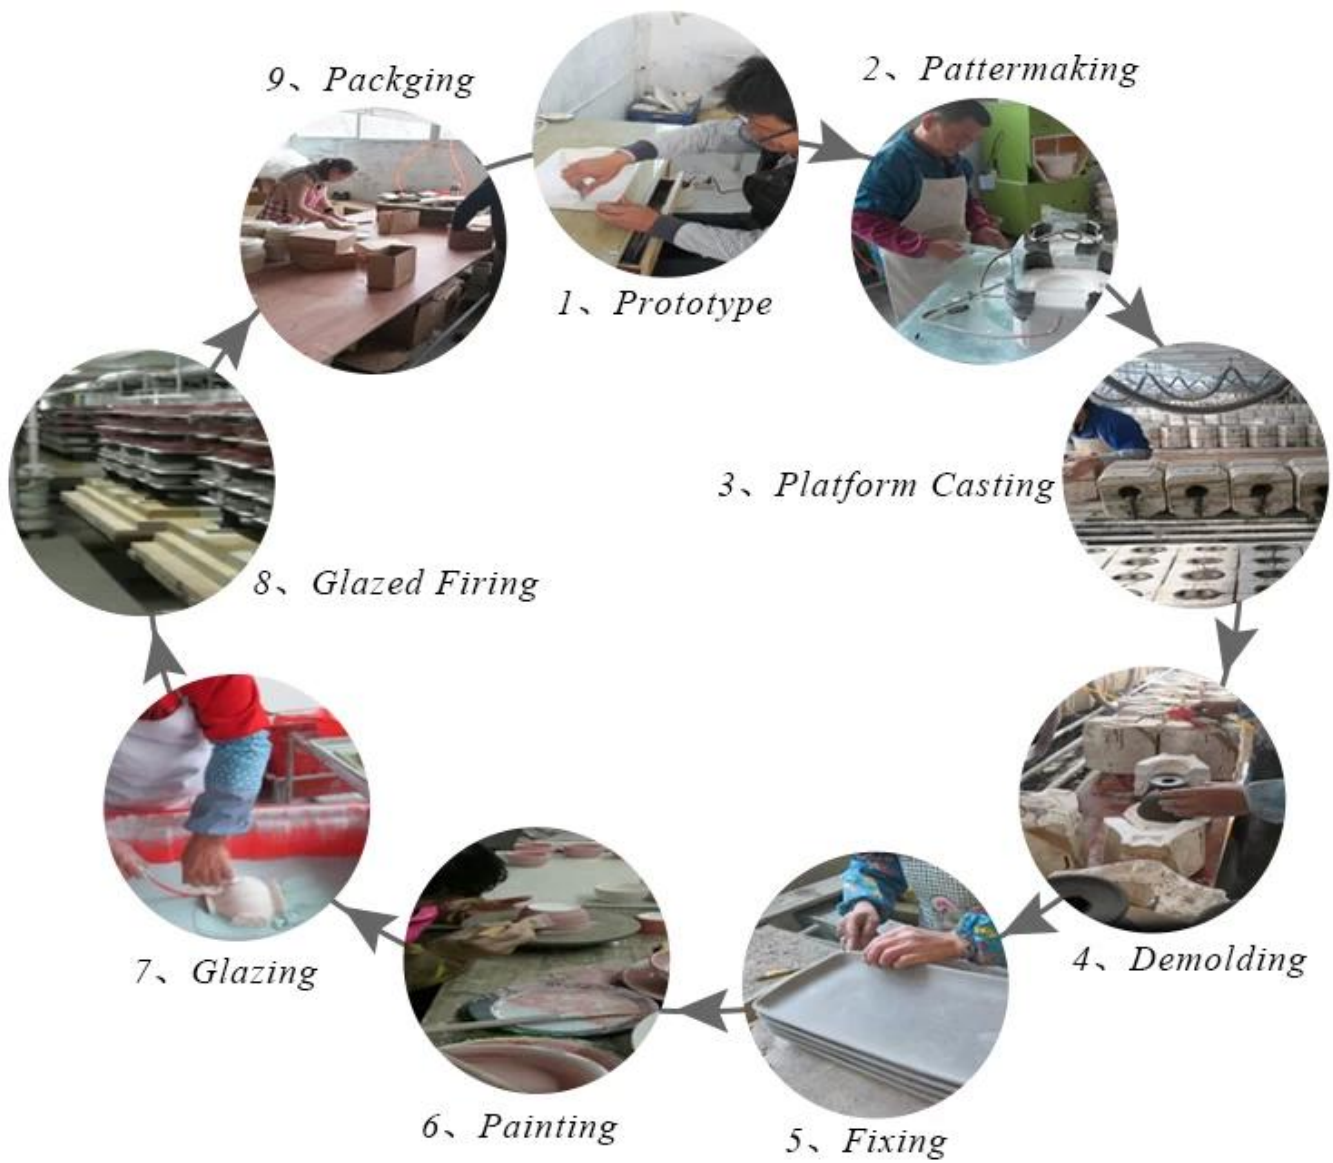 1、Prototype
2、Pattermaking
3、Platform Casting
4、Demolding
5、Fixing
6、Painting
7、Glazing
8、Glazed Firing
9、Packging